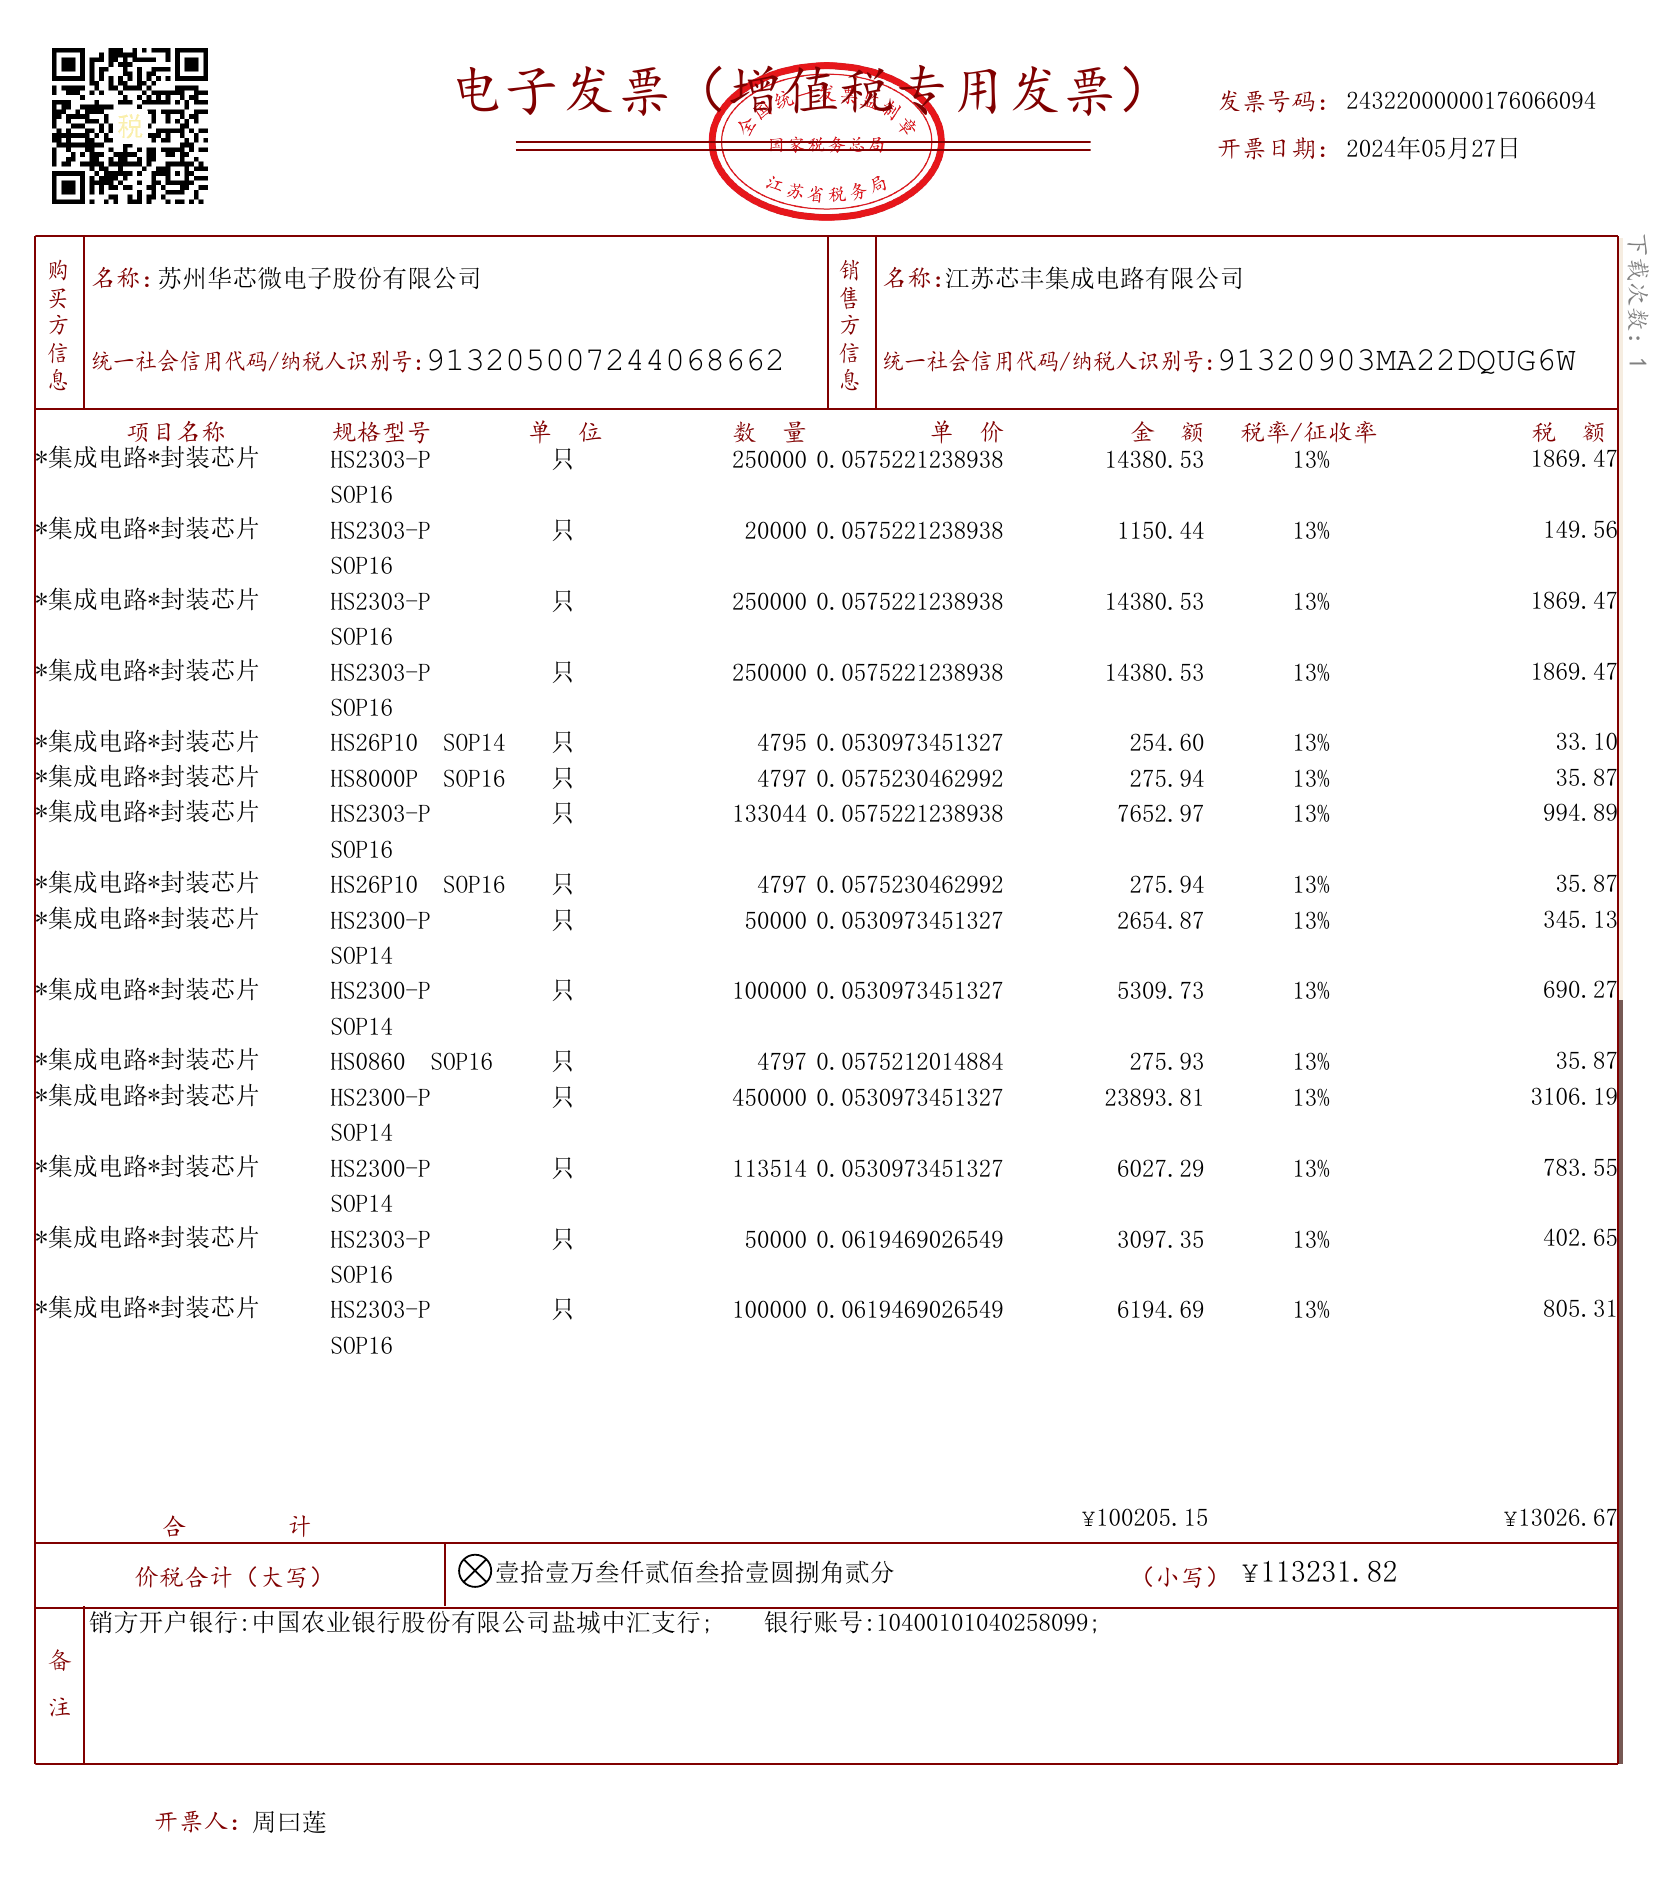 电子发票（增值税专用发票）
全国统一发票监制章
国家税务总局
江苏省税务局
税
发票号码：24322000000176066094
开票日期：2024年05月27日
下载次数：1
购买方信息
名称：苏州华芯微电子股份有限公司
统一社会信用代码/纳税人识别号：913205007244068662
销售方信息
名称：江苏芯丰集成电路有限公司
统一社会信用代码/纳税人识别号：91320903MA22DQUG6W
项目名称 规格型号 单 位 数 量 单 价 金 额 税率/征收率 税 额
*集成电路*封装芯片 HS2303-P 只 250000 0.0575221238938 14380.53 13% 1869.47
SOP16
*集成电路*封装芯片 HS2303-P 只 20000 0.0575221238938 1150.44 13% 149.56
SOP16
*集成电路*封装芯片 HS2303-P 只 250000 0.0575221238938 14380.53 13% 1869.47
SOP16
*集成电路*封装芯片 HS2303-P 只 250000 0.0575221238938 14380.53 13% 1869.47
SOP16
*集成电路*封装芯片 HS26P10 SOP14 只 4795 0.0530973451327 254.60 13% 33.10
*集成电路*封装芯片 HS8000P SOP16 只 4797 0.0575230462992 275.94 13% 35.87
*集成电路*封装芯片 HS2303-P 只 133044 0.0575221238938 7652.97 13% 994.89
SOP16
*集成电路*封装芯片 HS26P10 SOP16 只 4797 0.0575230462992 275.94 13% 35.87
*集成电路*封装芯片 HS2300-P 只 50000 0.0530973451327 2654.87 13% 345.13
SOP14
*集成电路*封装芯片 HS2300-P 只 100000 0.0530973451327 5309.73 13% 690.27
SOP14
*集成电路*封装芯片 HS0860 SOP16 只 4797 0.0575212014884 275.93 13% 35.87
*集成电路*封装芯片 HS2300-P 只 450000 0.0530973451327 23893.81 13% 3106.19
SOP14
*集成电路*封装芯片 HS2300-P 只 113514 0.0530973451327 6027.29 13% 783.55
SOP14
*集成电路*封装芯片 HS2303-P 只 50000 0.0619469026549 3097.35 13% 402.65
SOP16
*集成电路*封装芯片 HS2303-P 只 100000 0.0619469026549 6194.69 13% 805.31
SOP16
合 计 ¥100205.15 ¥13026.67
价税合计（大写） ⊗壹拾壹万叁仟贰佰叁拾壹圆捌角贰分 （小写） ¥113231.82
备注
销方开户银行:中国农业银行股份有限公司盐城中汇支行; 银行账号:10400101040258099;
开票人：周曰莲